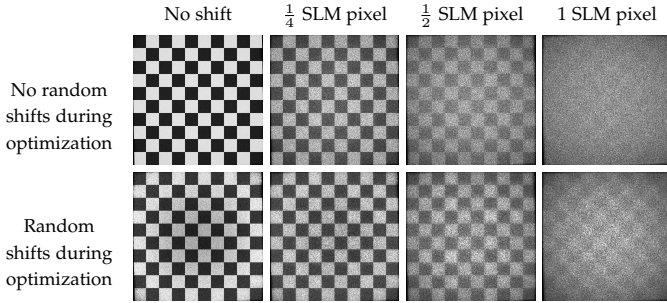 No shift
1/4 SLM pixel
1/2 SLM pixel
1 SLM pixel
No random
shifts during
optimization
Random
shifts during
optimization